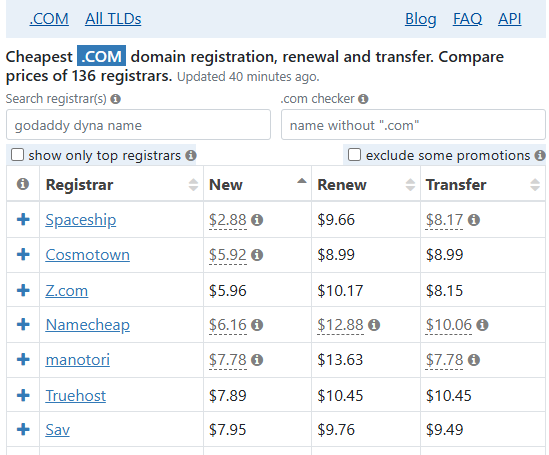 .COM All TLDs Blog FAQ API
Cheapest .COM domain registration, renewal and transfer. Compare
prices of 136 registrars. Updated 40 minutes ago.
Search registrar(s) .com checker
godaddy dyna name name without ".com"
show only top registrars exclude some promotions
Registrar New Renew Transfer
Spaceship $2.88 $9.66 $8.17
Cosmotown $5.92 $8.99 $8.99
Z.com $5.96 $10.17 $8.15
Namecheap $6.16 $12.88 $10.06
manotori $7.78 $13.63 $7.78
Truehost $7.89 $10.45 $10.45
Sav $7.95 $9.76 $9.49